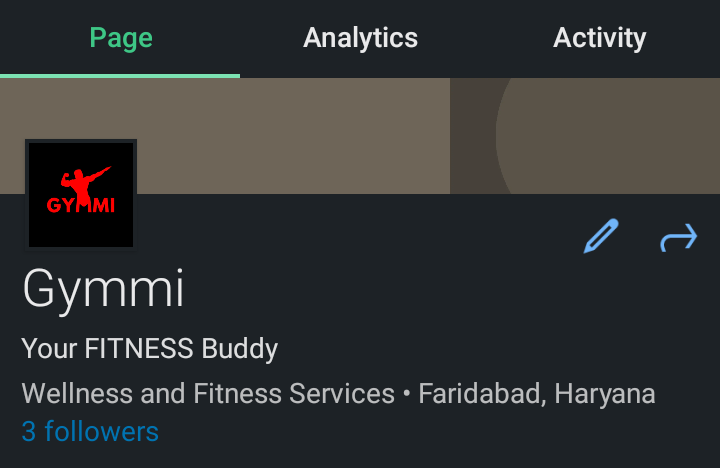 Page Analytics Activity
GYMMI
Gymmi
Your FITNESS Buddy
Wellness and Fitness Services • Faridabad, Haryana
3 followers